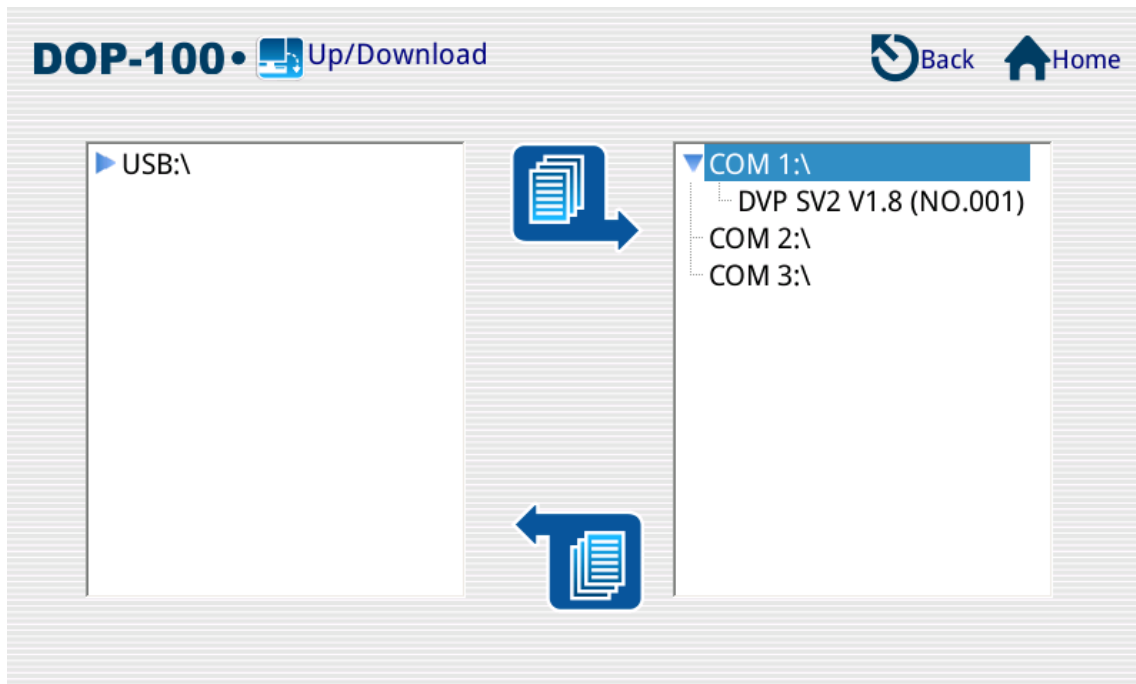 DOP-100 • Up/Download
Back
Home
USB:\
COM 1:\
DVP SV2 V1.8 (NO.001)
COM 2:\
COM 3:\